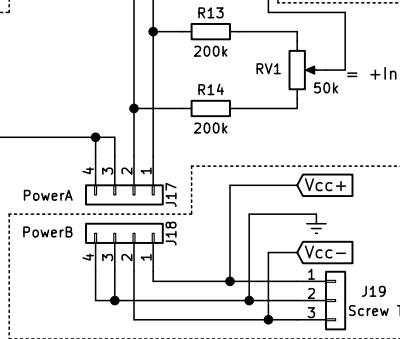 R13
200k
RV1
50k
= +In
R14
200k
4 3 2 1
PowerA
J17
Vcc+
PowerB
J18
Vcc-
4 3 2 1
1
2
3
J19
Screw T